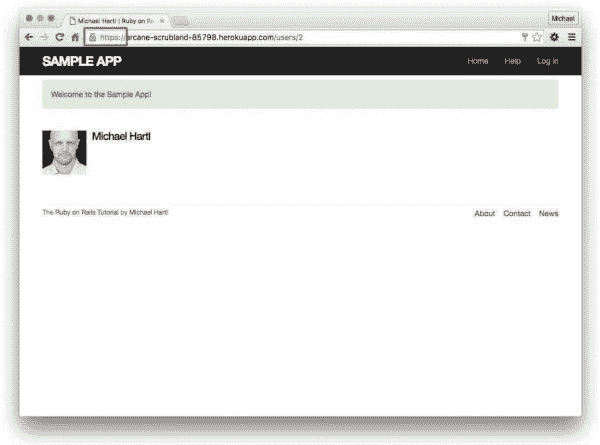 Michael Hartl | Ruby on Ra
Michael
https://arcane-scrubland-85798.herokuapp.com/users/2
SAMPLE APP
Home Help Log in
Welcome to the Sample App!
Michael Hartl
The Ruby on Rails Tutorial by Michael Hartl
About Contact News